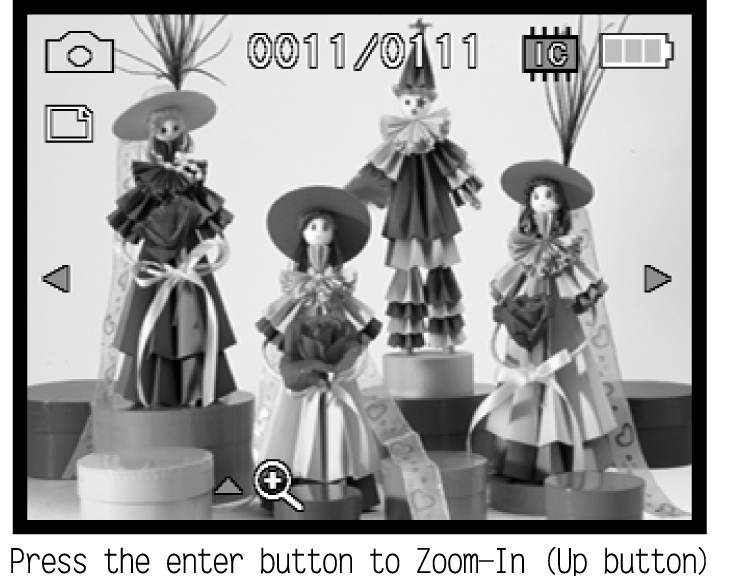 0011/0111 IC
Press the enter button to Zoom-In (Up button)